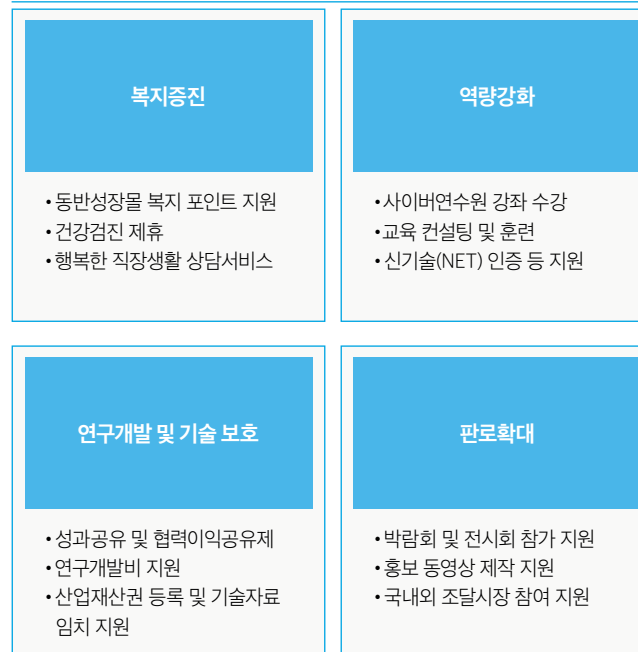 복지증진
• 동반성장몰 복지 포인트 지원
• 건강검진 제휴
• 행복한 직장생활 상담서비스
역량강화
• 사이버연수원 강좌 수강
• 교육 컨설팅 및 훈련
• 신기술(NET) 인증 등 지원
연구개발 및 기술 보호
• 성과공유 및 협력이익공유제
• 연구개발비 지원
• 산업재산권 등록 및 기술자료
임치 지원
판로확대
• 박람회 및 전시회 참가 지원
• 홍보 동영상 제작 지원
• 국내외 조달시장 참여 지원